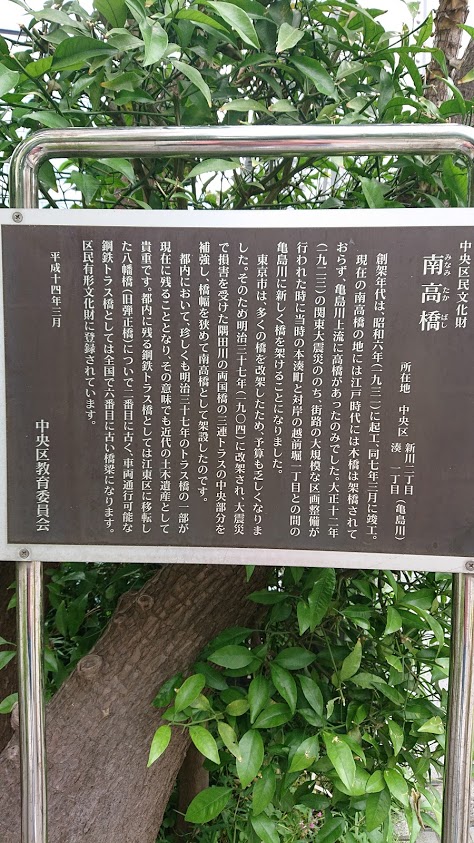 中央区民文化財
南高橋
みなみたかばし
所在地　中央区　新川二丁目
湊　一丁目（亀島川）
創架年代は、昭和六年（一九三一）に起工、同七年三月に竣工。
現在の南高橋の地には江戸時代には木橋は架橋されて
おらず、亀島川上流に高橋があったのみでした。大正十二年
（一九二三）の関東大震災ののち、街路の大規模な区画整備が
行われた時に当時の本湊町と対岸の越前堀一丁目との間の
亀島川に新しく橋を架けることになりました。
東京市は、多くの橋を改架したため、予算も乏しくなりま
した。そのため明治三十七年（一九〇四）に改架され、大震災
で損害を受けた隅田川の両国橋の三連トラスの中央部分を
補強し、橋幅を狭めて南高橋として架設したのです。
都内において、珍しくも明治三十七年のトラス橋の一部が
現在に残ることとなり、その意味でも近代の土木遺産として
貴重です。都内に残る鋼鉄トラス橋としては江東区に移転し
た八幡橋（旧弾正橋）についで二番目に古く、車両通行可能な
鋼鉄トラス橋としては全国で六番目に古い橋梁になります。
区民有形文化財に登録されています。
平成十四年三月
中央区教育委員会